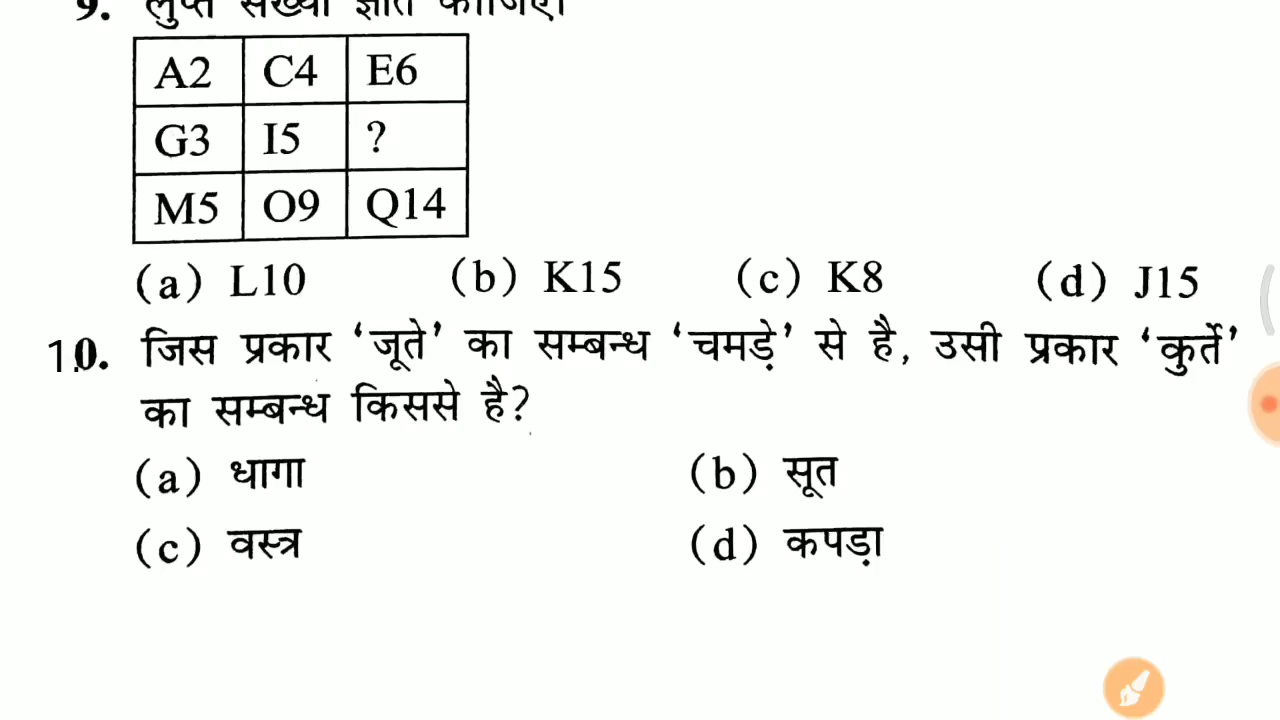 9. लुप्त संख्या ज्ञात कीजिए।
A2 C4 E6
G3 I5 ?
M5 O9 Q14
(a) L10 (b) K15 (c) K8 (d) J15
10. जिस प्रकार ‘जूते’ का सम्बन्ध ‘चमड़े’ से है, उसी प्रकार ‘कुर्ते’
का सम्बन्ध किससे है?
(a) धागा (b) सूत
(c) वस्त्र (d) कपड़ा